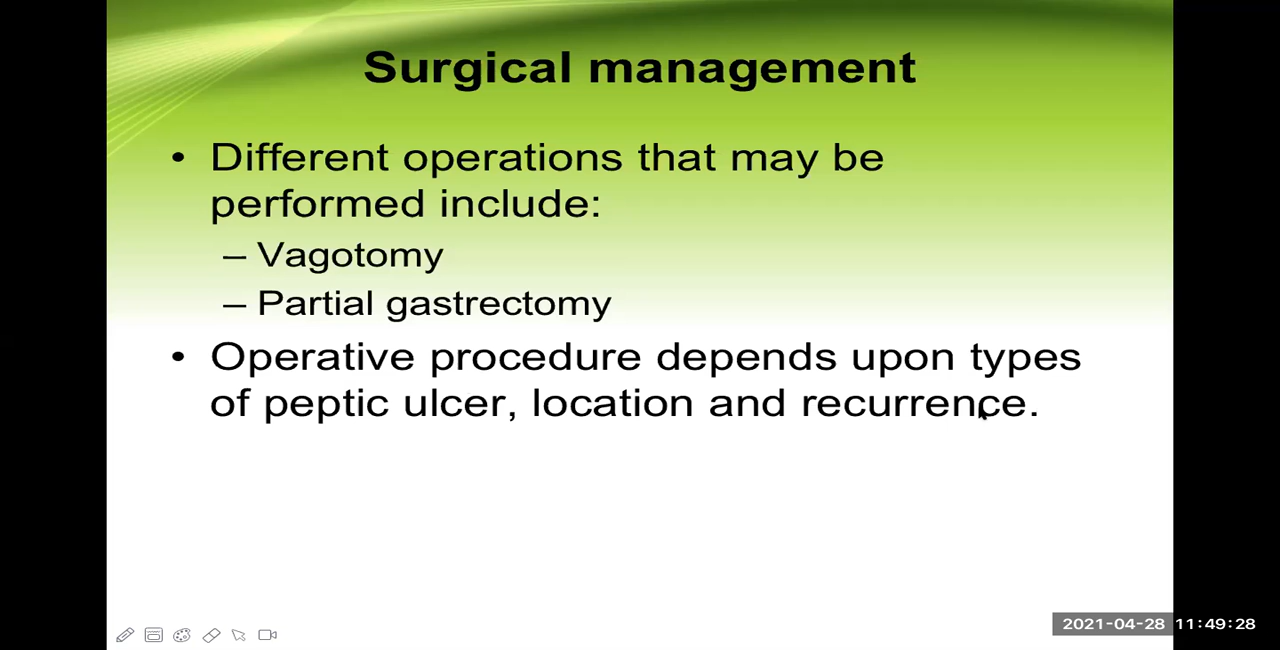 Surgical management
• Different operations that may be
performed include:
– Vagotomy
– Partial gastrectomy
• Operative procedure depends upon types
of peptic ulcer, location and recurrence.
2021-04-28 11:49:28